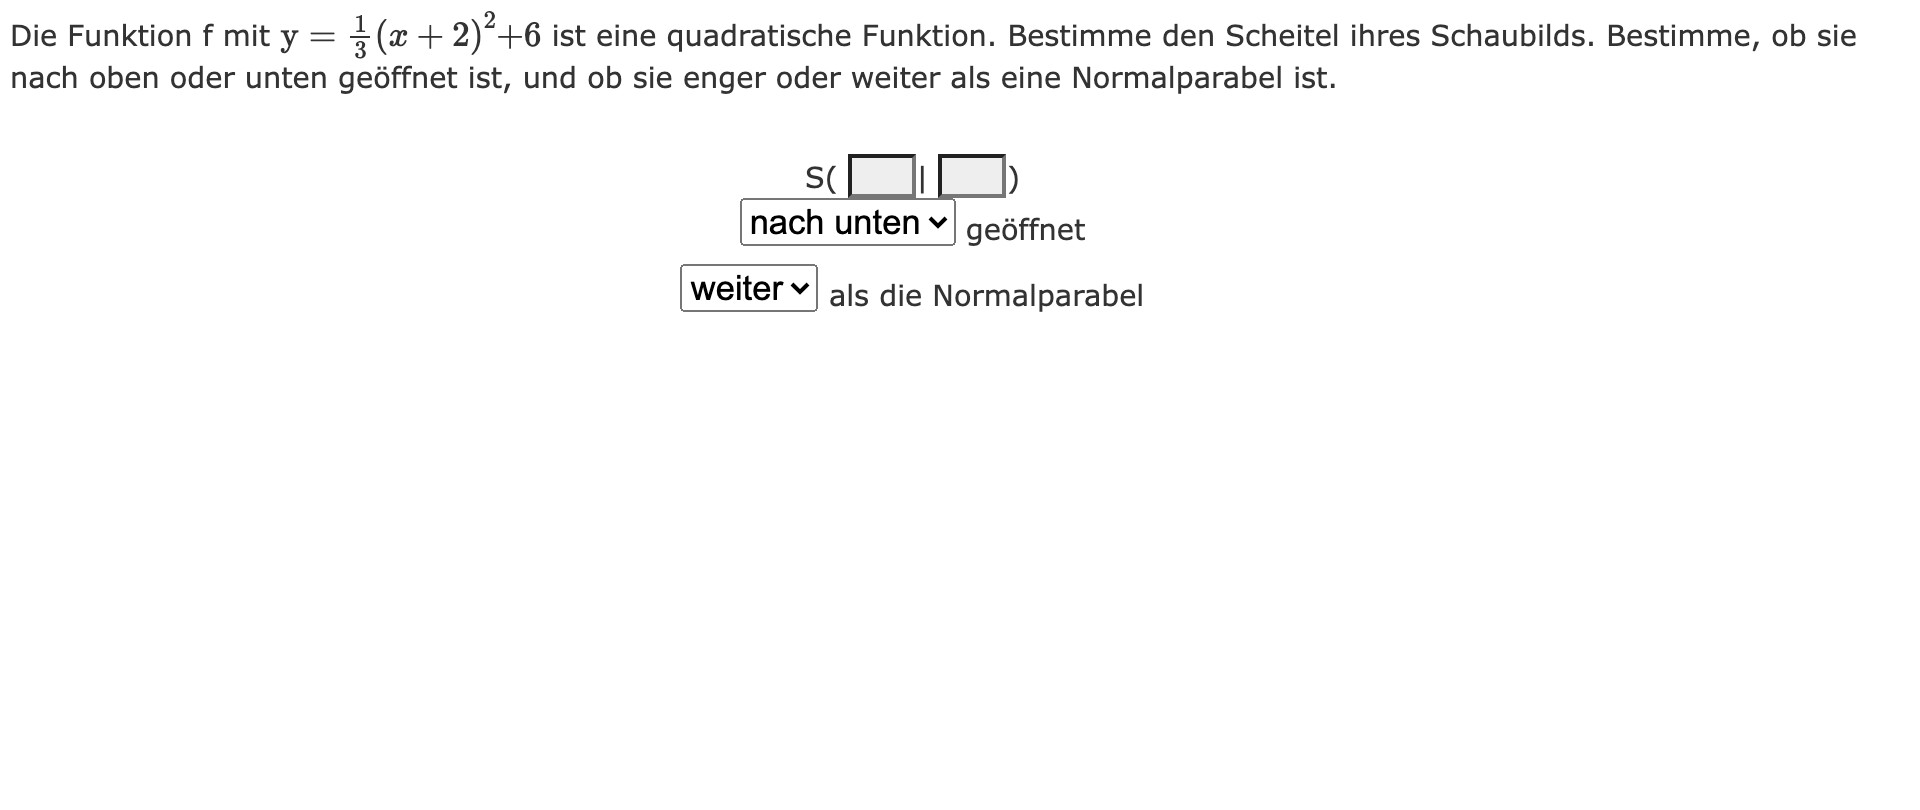 Die Funktion f mit y = \frac{1}{3}(x + 2)^2+6 ist eine quadratische Funktion. Bestimme den Scheitel ihres Schaubilds. Bestimme, ob sie
nach oben oder unten geöffnet ist, und ob sie enger oder weiter als eine Normalparabel ist.
S( | )
nach unten geöffnet
weiter als die Normalparabel